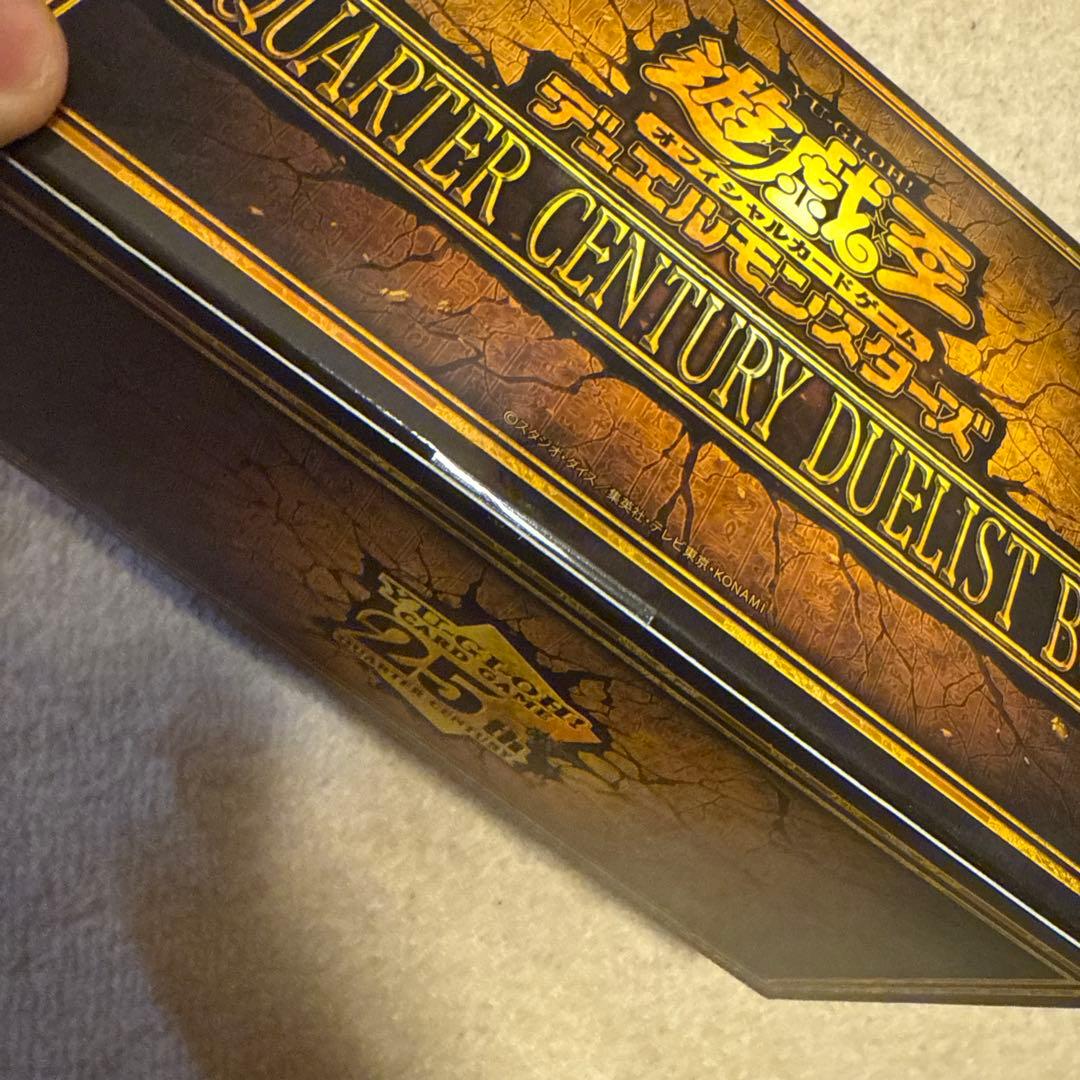 YU-GI-OH!
遊戯王
オフィシャルカードゲーム
デュエルモンスターズ
QUARTER CENTURY DUELIST B
©スタジオ・ダイス／集英社・テレビ東京・KONAMI
YU-GI-OH!
CARD GAME
25th
QUARTER CENTURY